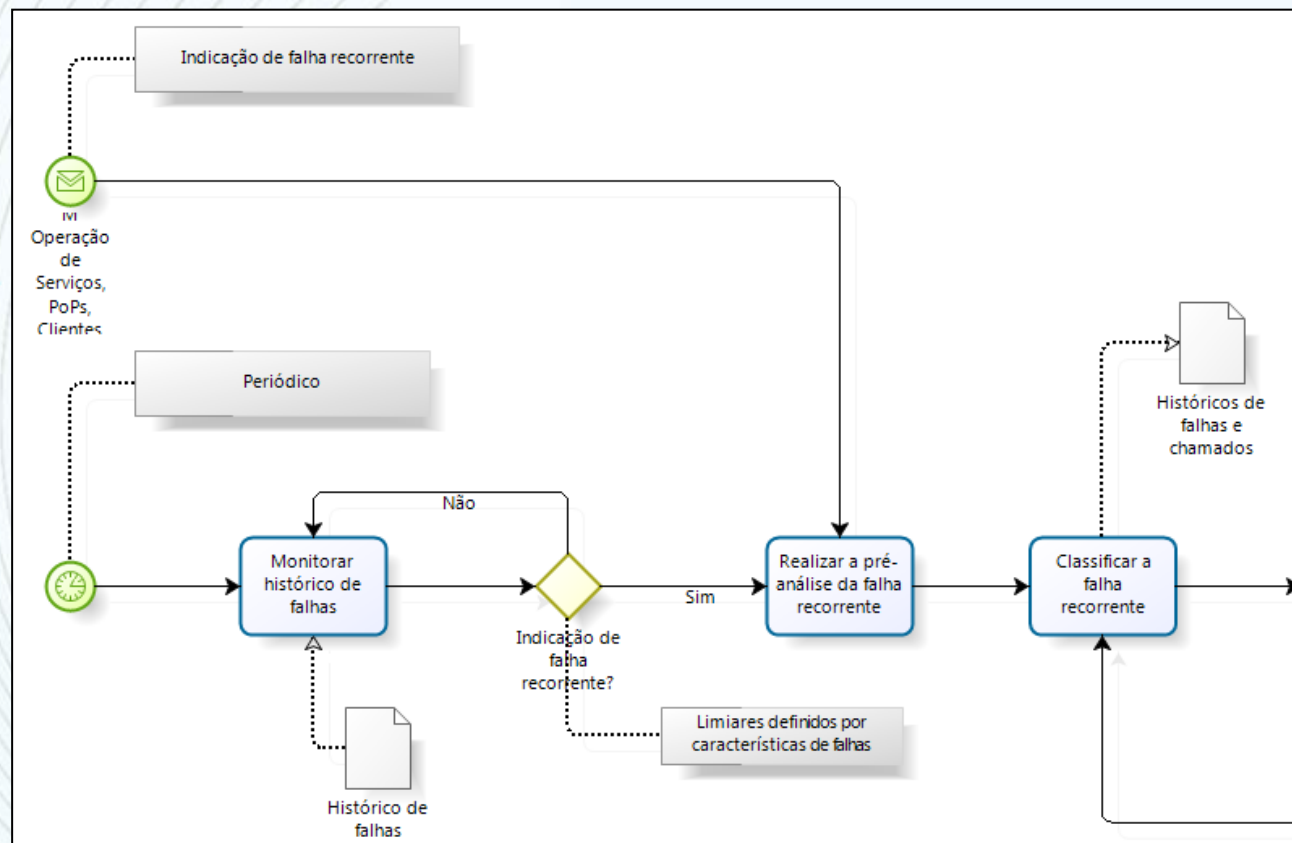 Indicação de falha recorrente
Operação
de
Serviços,
PoPs,
Clientes
Periódico
Históricos de
falhas e
chamados
Não
Monitorar
histórico de
falhas
Sim
Indicação de
falha
recorrente?
Realizar a pré-
análise da falha
recorrente
Classificar a
falha
recorrente
Limiares definidos por
características de falhas
Histórico de
falhas